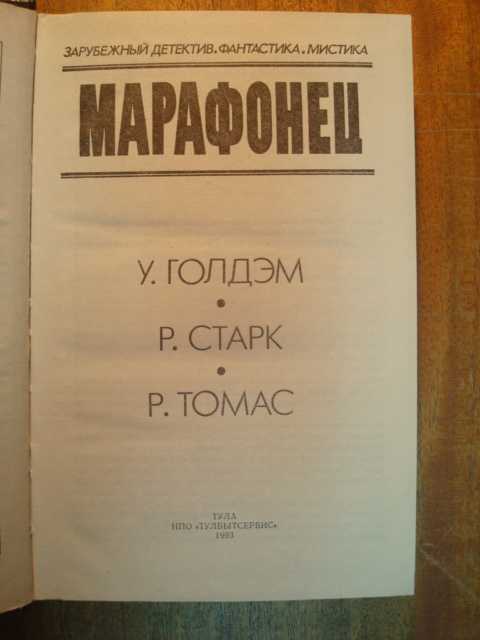 ЗАРУБЕЖНЫЙ ДЕТЕКТИВ.ФАНТАСТИКА.МИСТИКА
МАРАФОНЕЦ
У. ГОЛДЭМ
•
Р. СТАРК
•
Р. ТОМАС
ТУЛА
НПО «ТУЛБЫТСЕРВИС»
1993